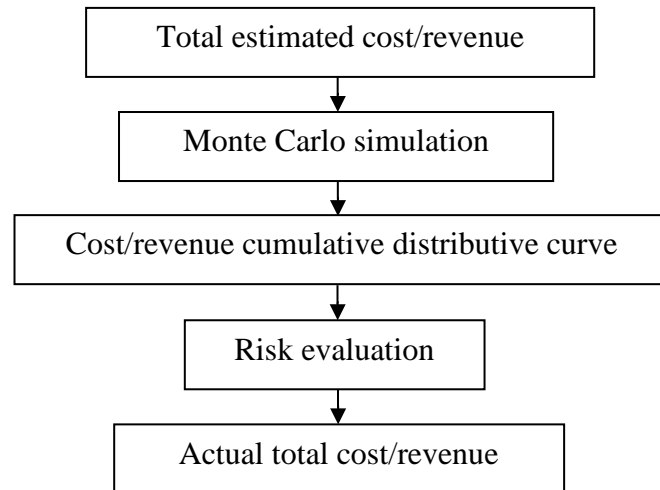 Total estimated cost/revenue
Monte Carlo simulation
Cost/revenue cumulative distributive curve
Risk evaluation
Actual total cost/revenue